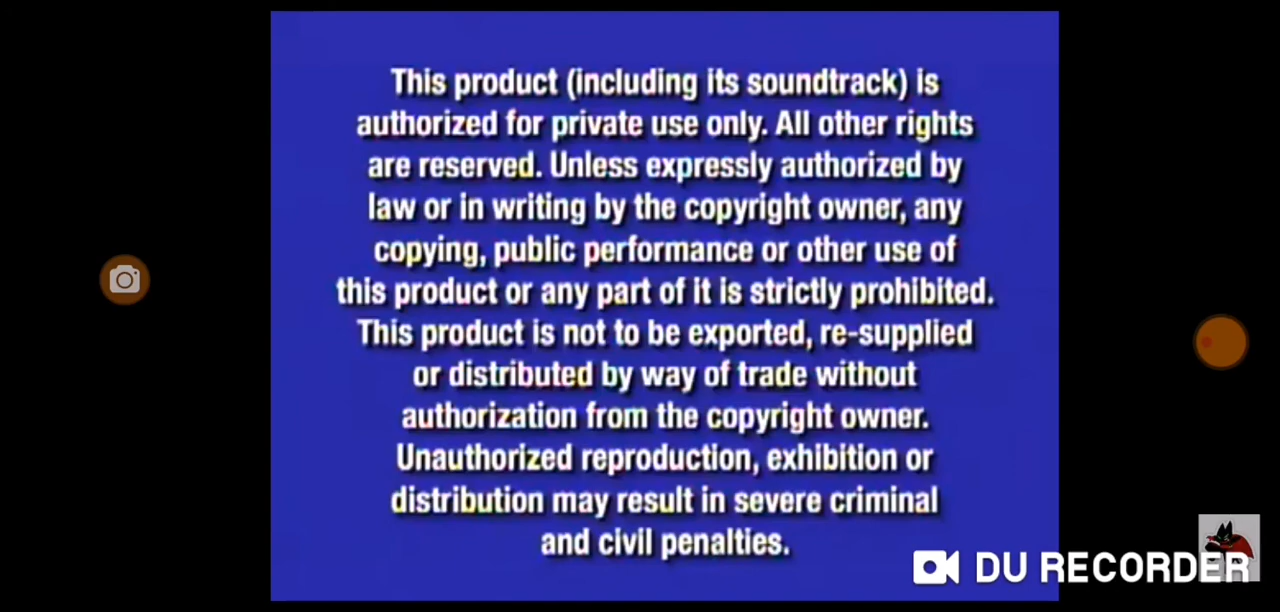 This product (including its soundtrack) is
authorized for private use only. All other rights
are reserved. Unless expressly authorized by
law or in writing by the copyright owner, any
copying, public performance or other use of
this product or any part of it is strictly prohibited.
This product is not to be exported, re-supplied
or distributed by way of trade without
authorization from the copyright owner.
Unauthorized reproduction, exhibition or
distribution may result in severe criminal
and civil penalties.
DU RECORDER